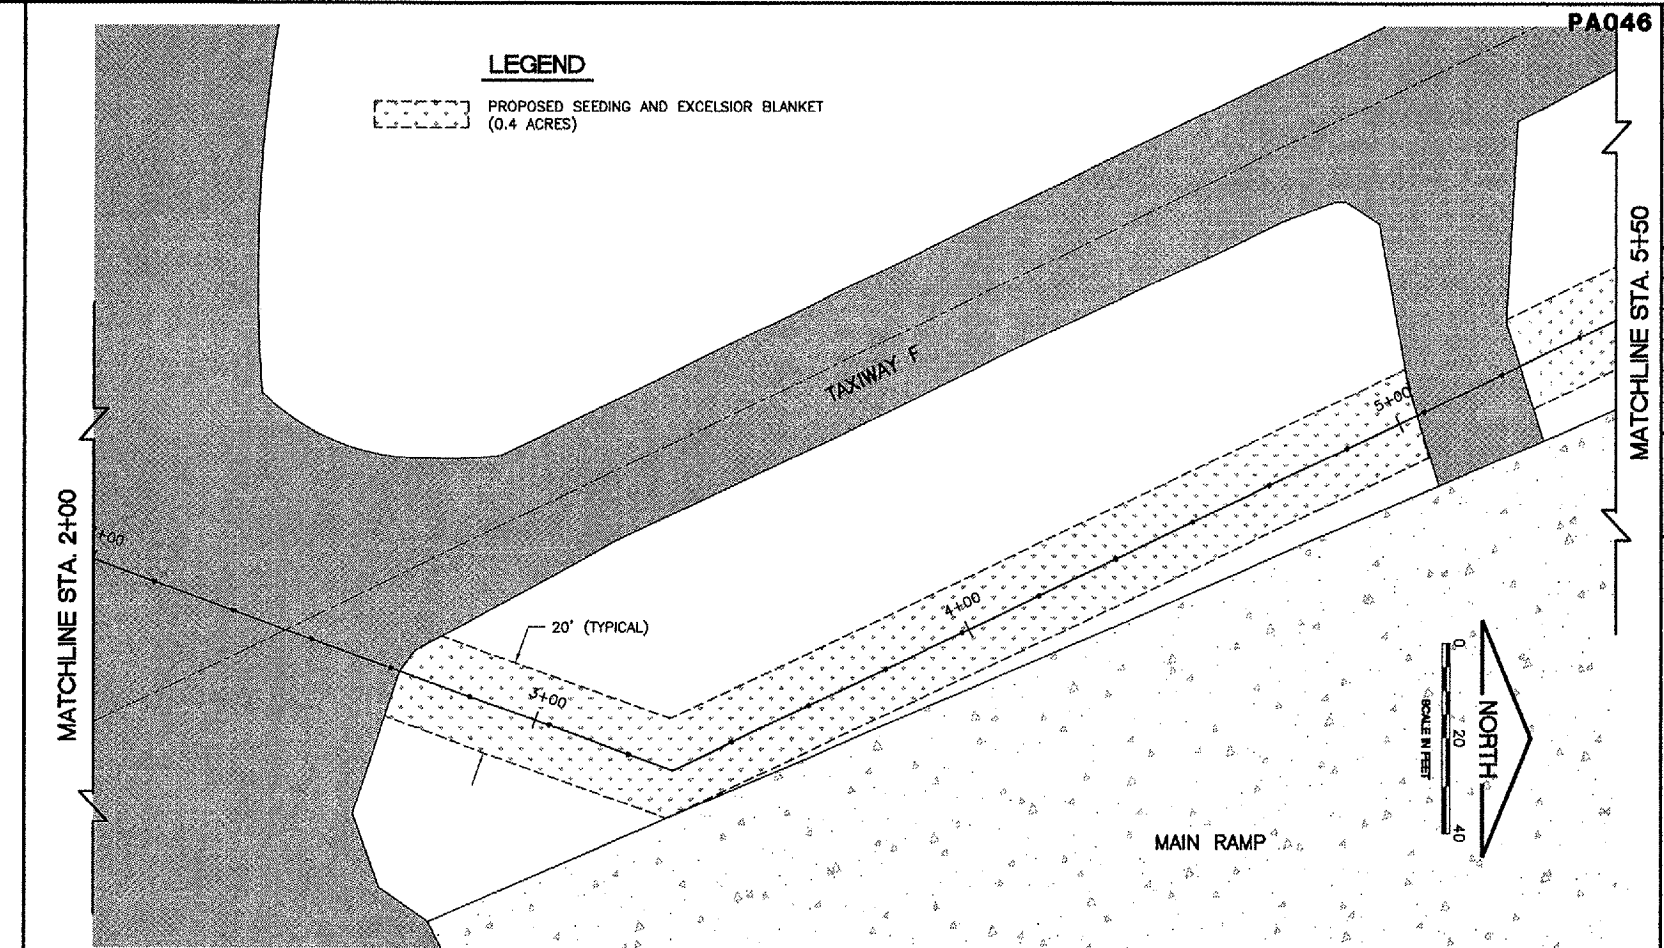 PA046
LEGEND
PROPOSED SEEDING AND EXCELSIOR BLANKET
(0.4 ACRES)
TAXIWAY F
MATCHLINE STA. 5+50
5+00
4+00
20' (TYPICAL)
3+00
MATCHLINE STA. 2+00
+00
MAIN RAMP
NORTH
0
20
40
SCALE IN FEET